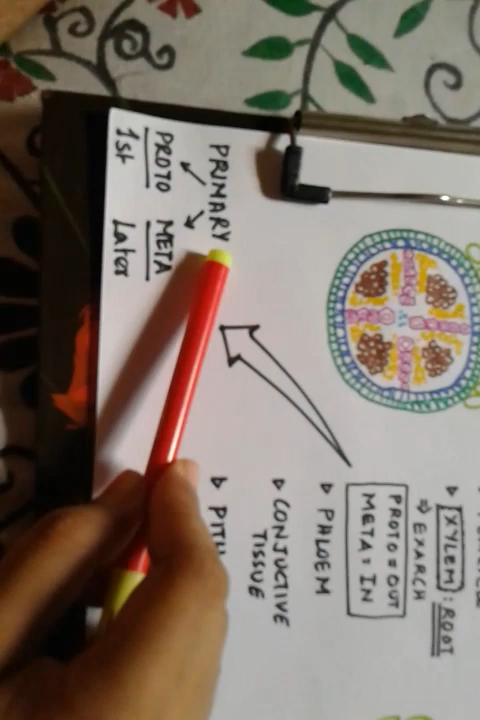 ▷ [XYLEM] : ROOT
⇒ EXARCH
PROTO = OUT
META = IN
▷ PHLOEM
▷ CONJUCTIVE
TISSUE
▷ PITH
PRIMARY
PROTO META
1st Later